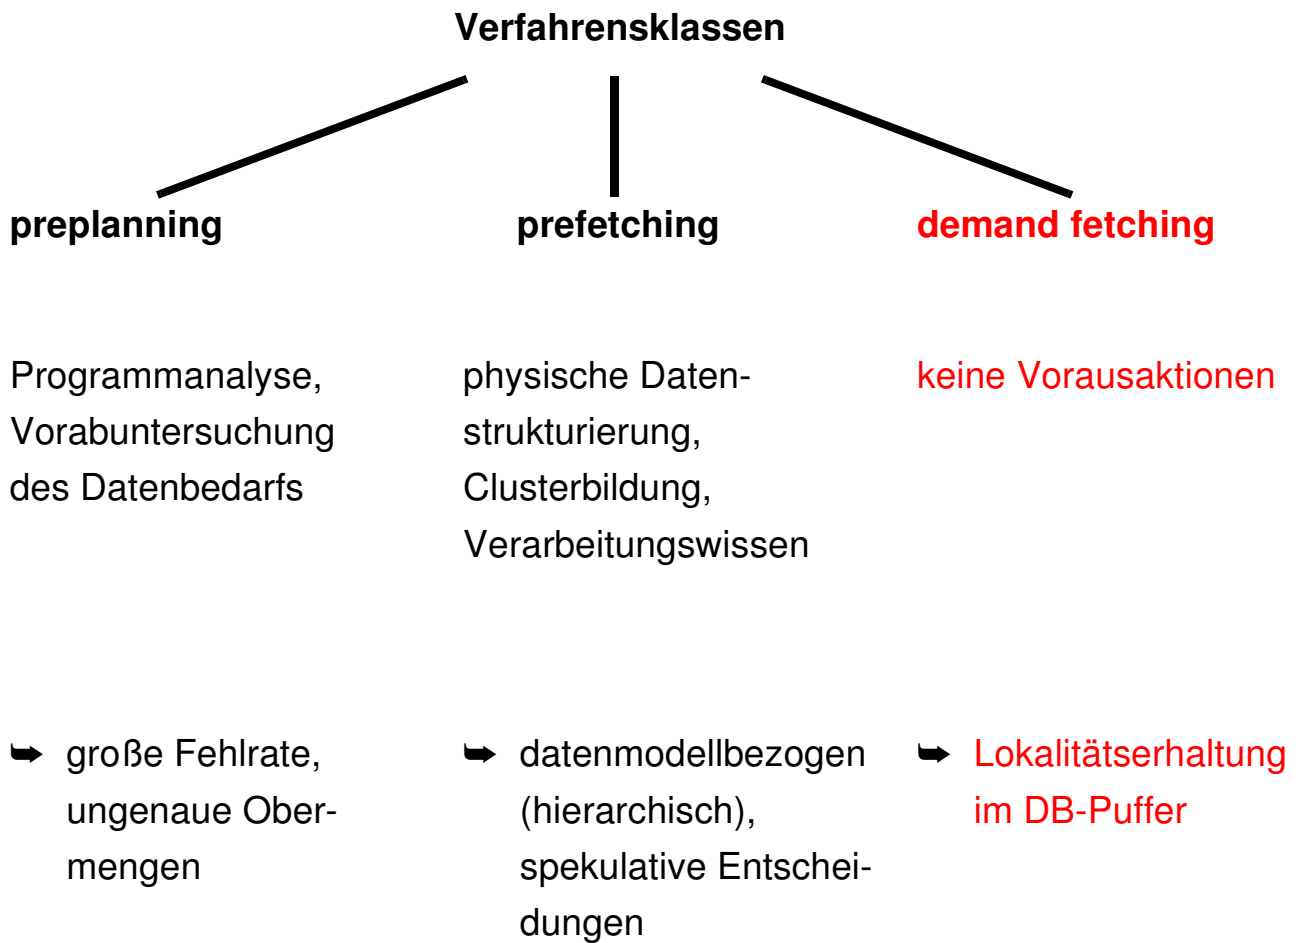 Verfahrensklassen
preplanning
prefetching
demand fetching
Programmanalyse,
Vorabuntersuchung
des Datenbedarfs
physische Daten-
strukturierung,
Clusterbildung,
Verarbeitungswissen
keine Vorausaktionen
➥ große Fehlrate,
ungenaue Ober-
mengen
➥ datenmodellbezogen
(hierarchisch),
spekulative Entschei-
dungen
➥ Lokalitätserhaltung
im DB-Puffer